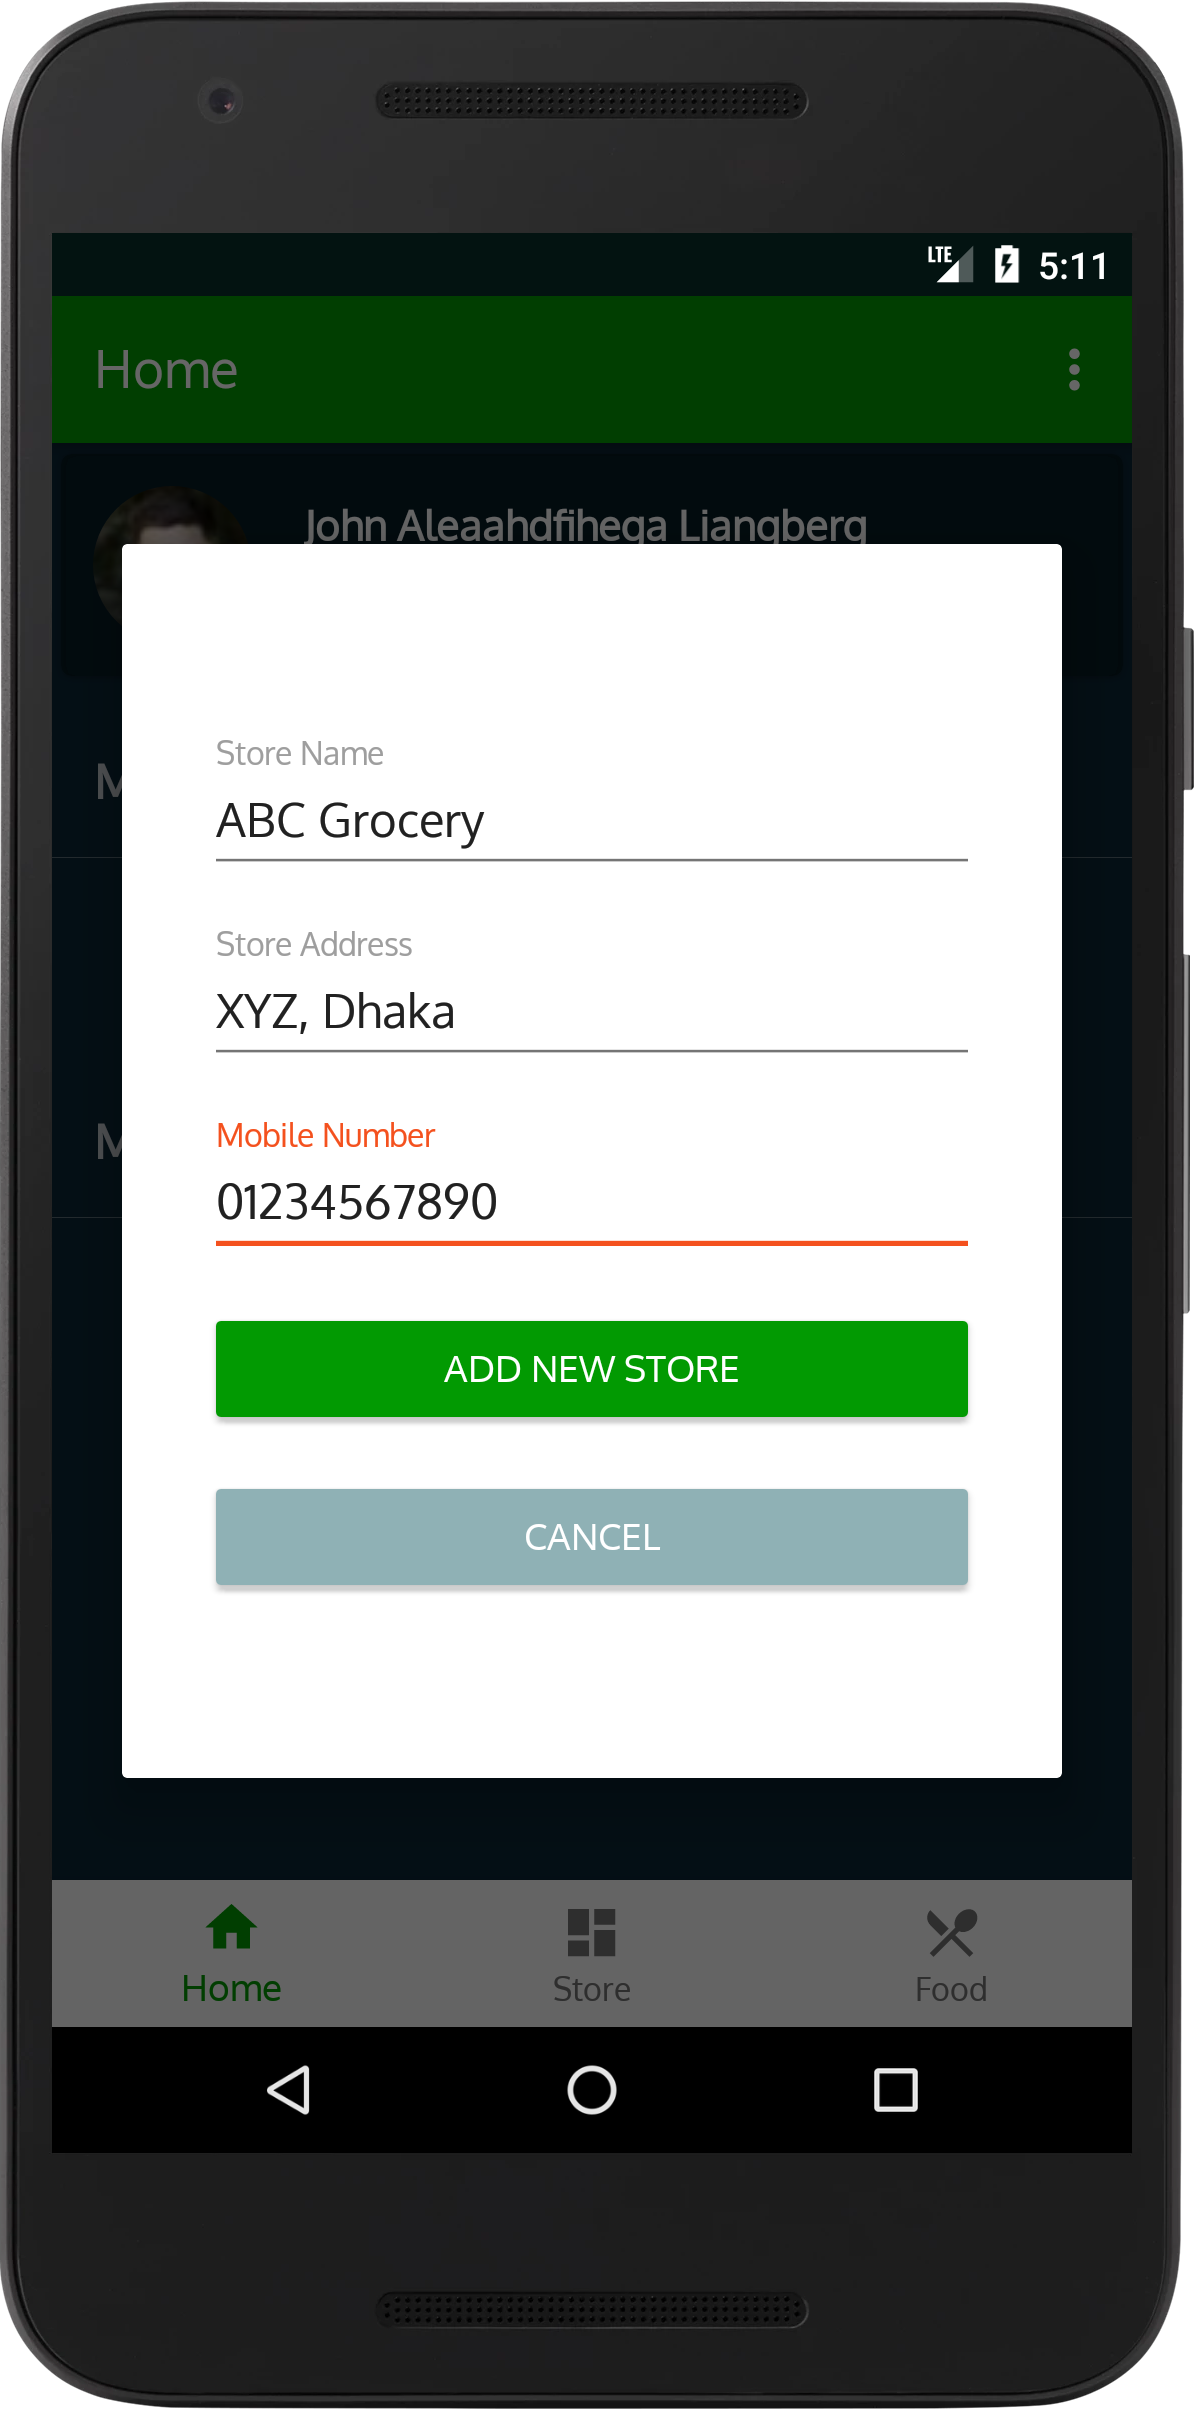 LTE 5:11
Home
John Aleaahdfihega Liangberg
Store Name
ABC Grocery
Store Address
XYZ, Dhaka
Mobile Number
01234567890
ADD NEW STORE
CANCEL
Home Store Food